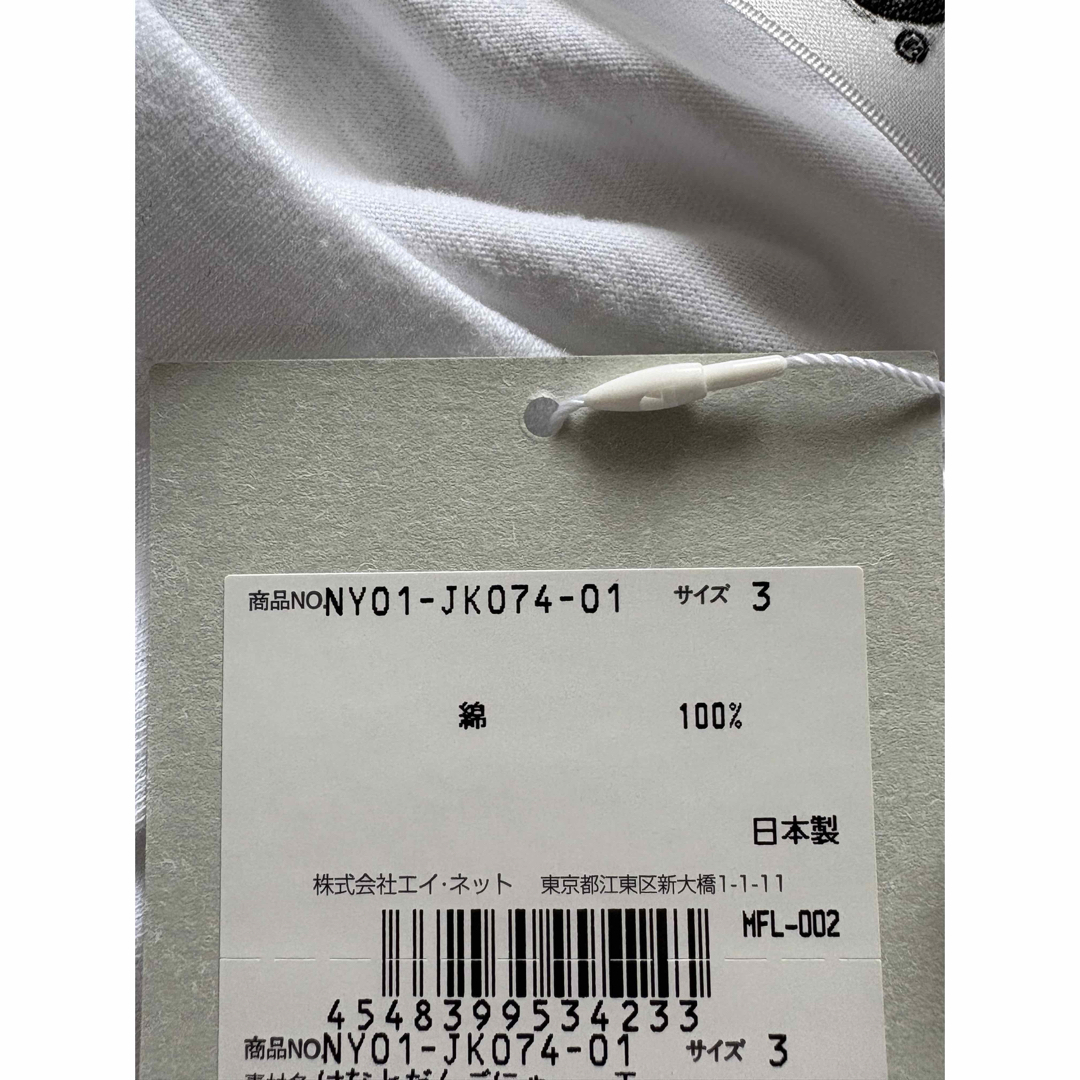 ®
商品NO.NY01-JK074-01 サイズ 3
綿 100%
日本製
株式会社エイ・ネット 東京都江東区新大橋1-1-11
MFL-002
4548399534233
商品NO.NY01-JK074-01 サイズ 3